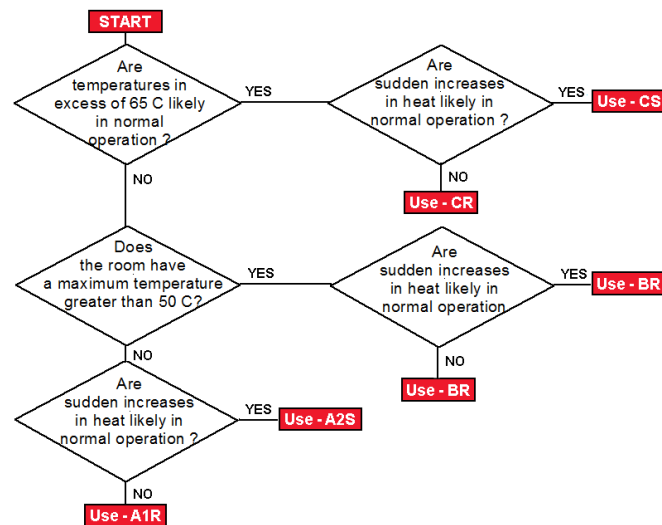 START
Are
temperatures in
excess of 65 C likely
in normal
operation ?
YES
Are
sudden increases
in heat likely in
normal operation ?
YES
Use - CS
NO
NO
Use - CR
Does
the room have
a maximum temperature
greater than 50 C?
YES
Are
sudden increases
in heat likely in
normal operation
YES
Use - BR
NO
NO
Use - BR
Are
sudden increases
in heat likely in
normal operation ?
YES
Use - A2S
NO
Use - A1R